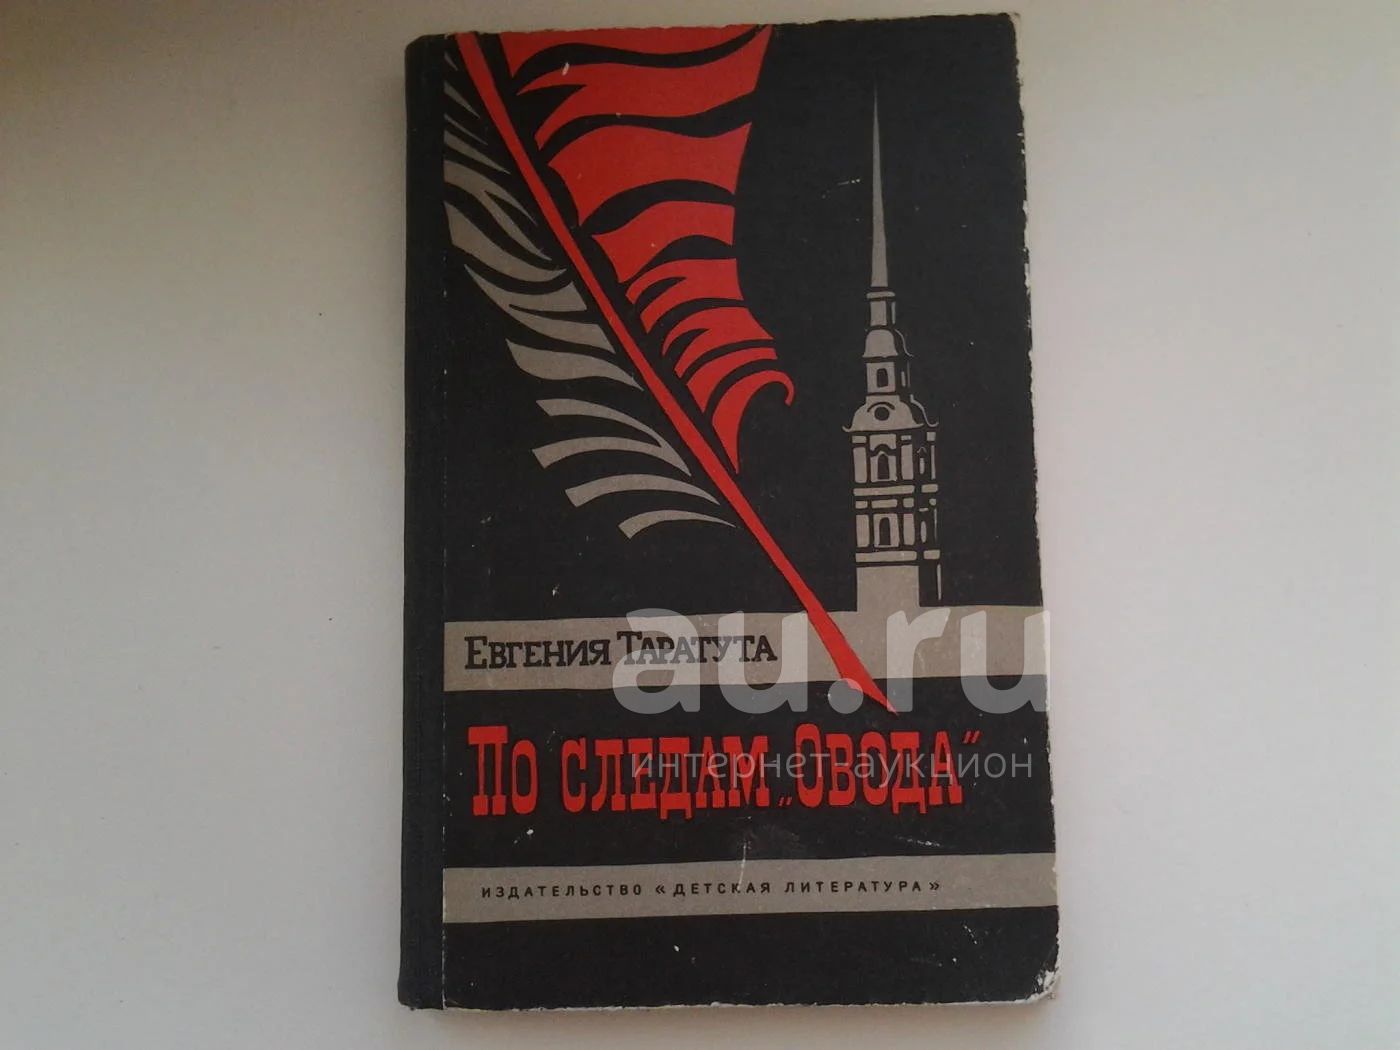 Евгения Таратута
au.ru
По следам „Овода“
интернет-аукцион
ИЗДАТЕЛЬСТВО «ДЕТСКАЯ ЛИТЕРАТУРА»